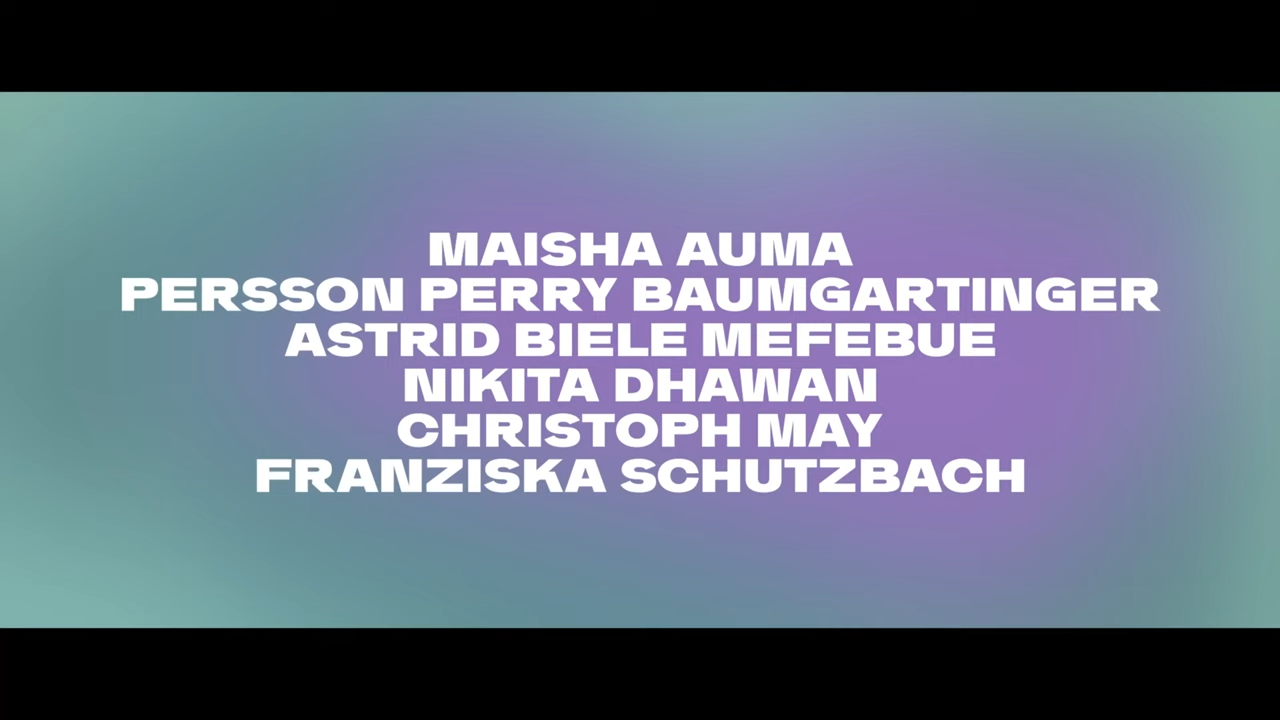 MAISHA AUMA
PERSSON PERRY BAUMGARTINGER
ASTRID BIELE MEFEBUE
NIKITA DHAWAN
CHRISTOPH MAY
FRANZISKA SCHUTZBACH